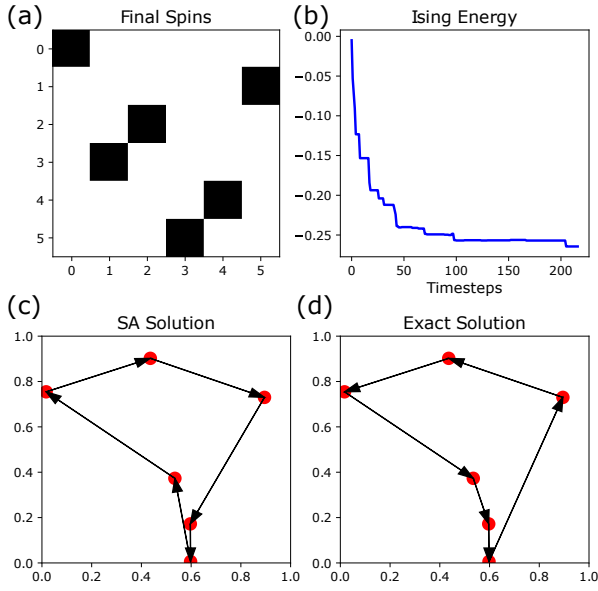 (a) Final Spins
0
1
2
3
4
5
0 1 2 3 4 5
(b) Ising Energy
0.00
−0.05
−0.10
−0.15
−0.20
−0.25
0 50 100 150 200
Timesteps
(c) SA Solution
1.0
0.8
0.6
0.4
0.2
0.0
0.0 0.2 0.4 0.6 0.8 1.0
(d) Exact Solution
1.0
0.8
0.6
0.4
0.2
0.0
0.0 0.2 0.4 0.6 0.8 1.0